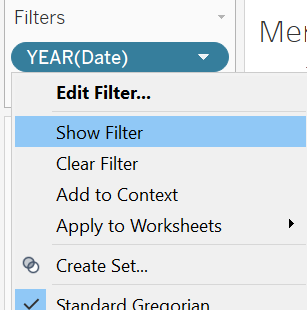 Filters
YEAR(Date)
Edit Filter...
Show Filter
Clear Filter
Add to Context
Apply to Worksheets
Create Set...
Standard Gregorian